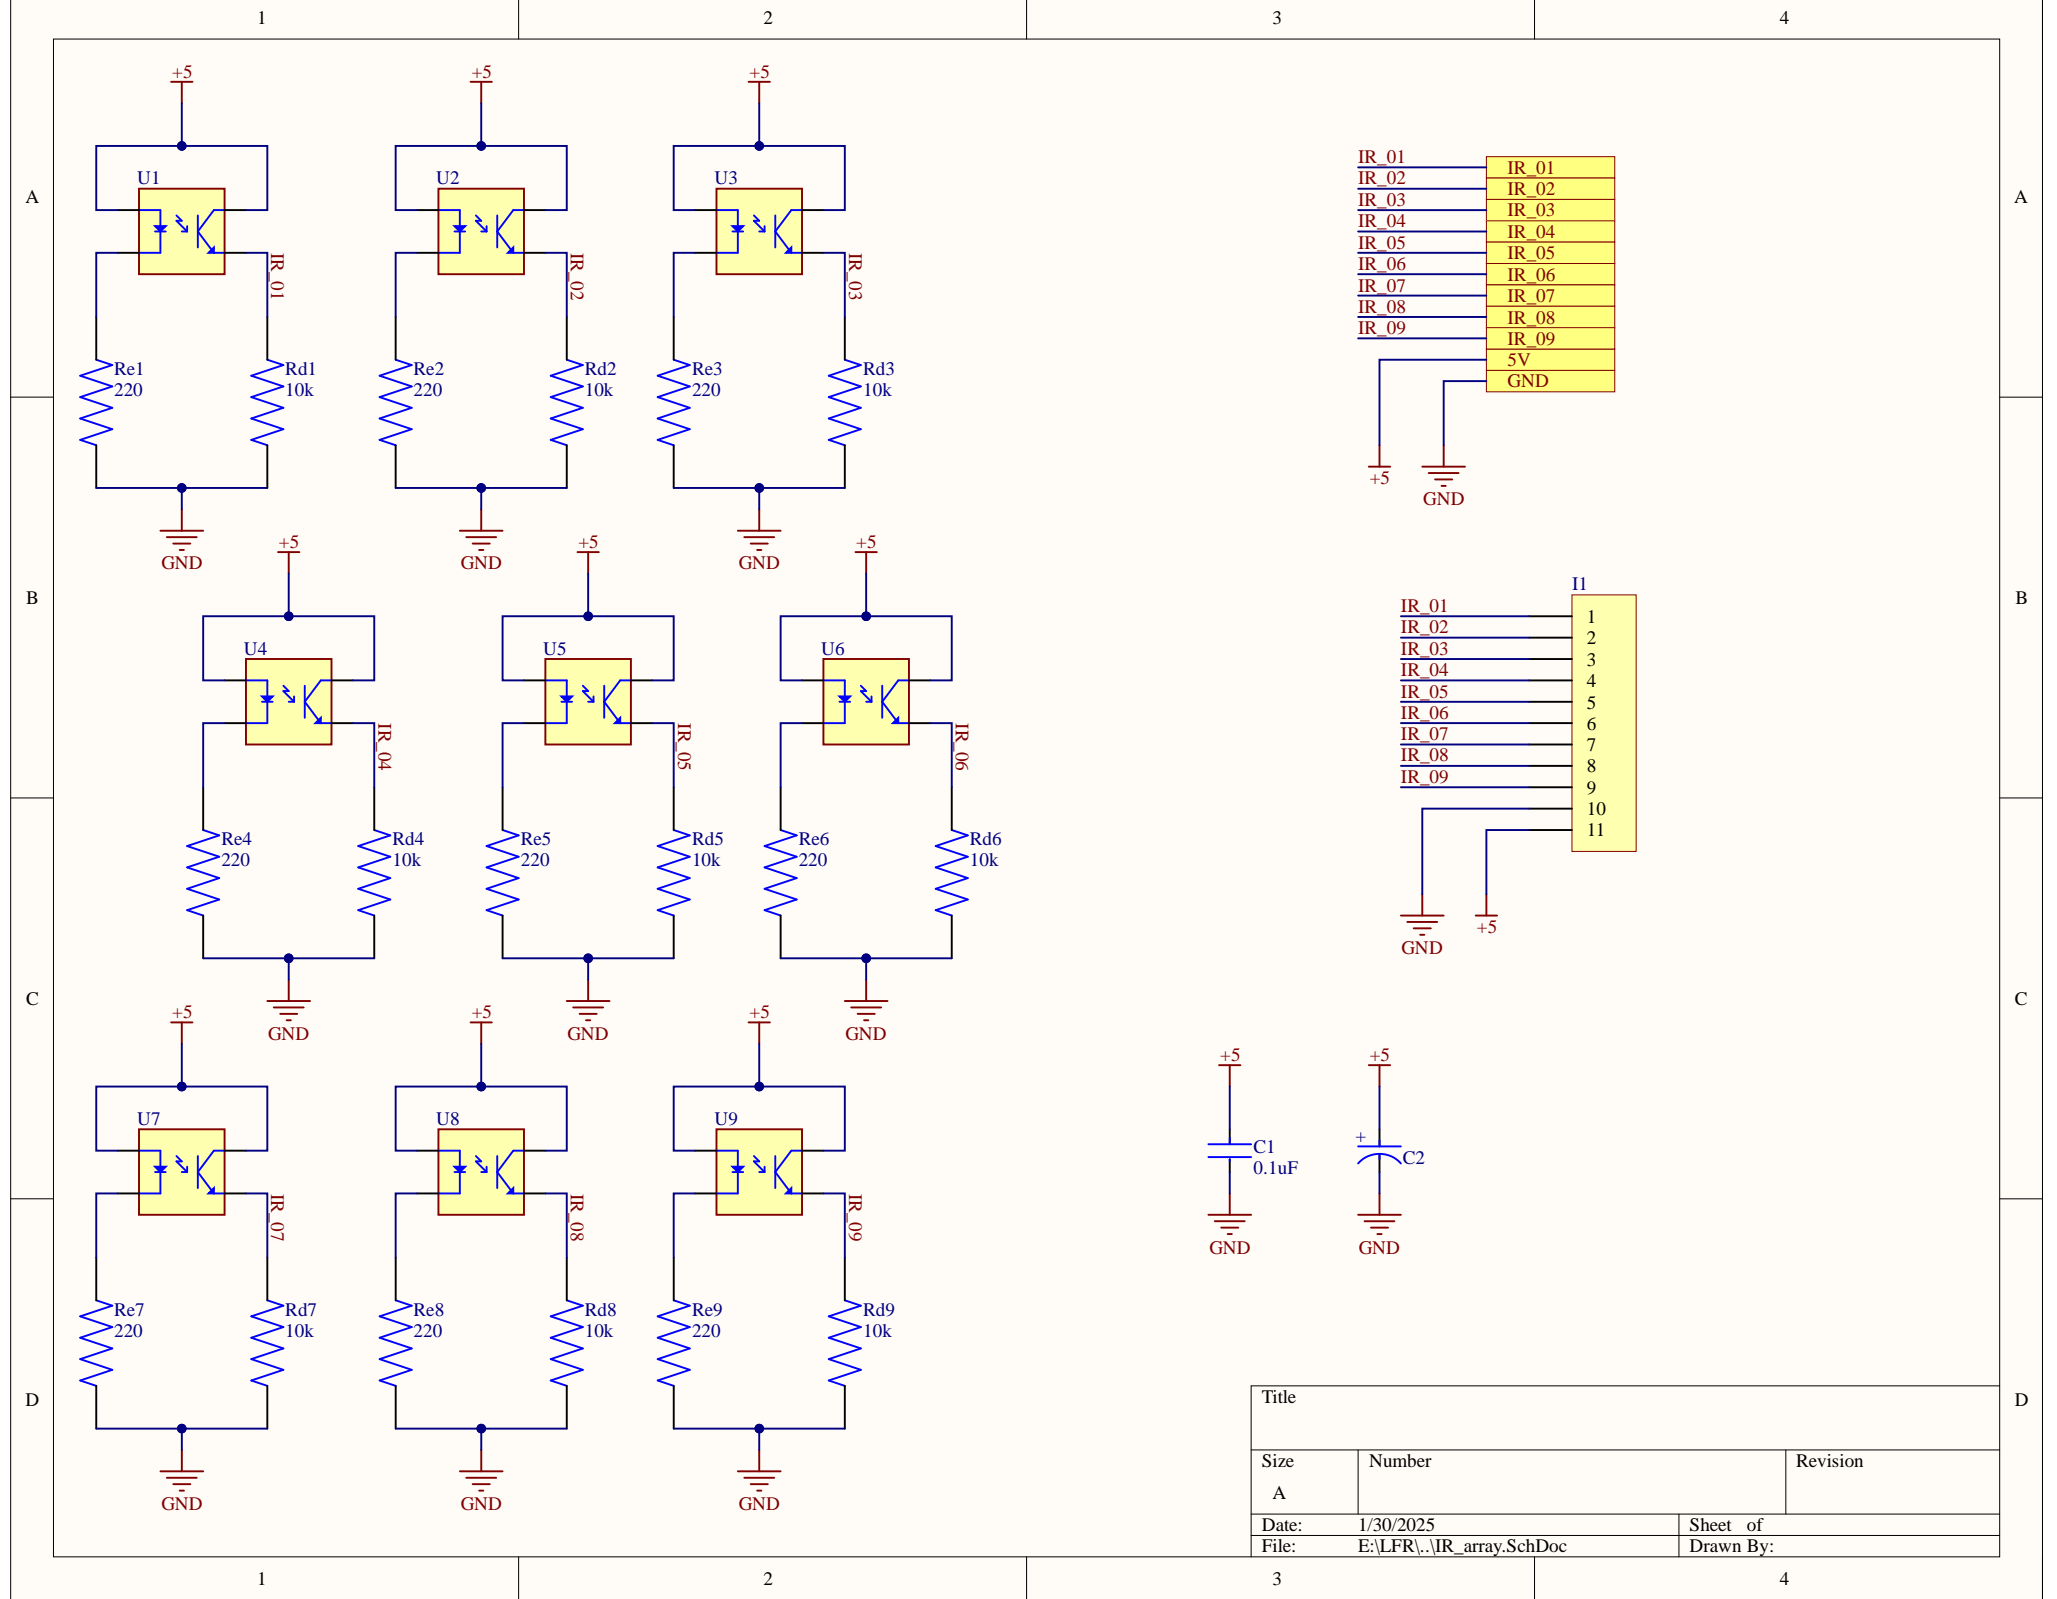 1 2 3 4
+5 +5 +5
A A
U1 U2 U3
IR_01 IR_02 IR_03
Re1 Rd1 Re2 Rd2 Re3 Rd3
220 10k 220 10k 220 10k
GND GND GND
IR_01 IR_01
IR_02 IR_02
IR_03 IR_03
IR_04 IR_04
IR_05 IR_05
IR_06 IR_06
IR_07 IR_07
IR_08 IR_08
IR_09 IR_09
5V
GND
+5 GND
+5 +5 +5
B B
U4 U5 U6
IR_04 IR_05 IR_06
Re4 Rd4 Re5 Rd5 Re6 Rd6
220 10k 220 10k 220 10k
GND GND GND
I1
IR_01 1
IR_02 2
IR_03 3
IR_04 4
IR_05 5
IR_06 6
IR_07 7
IR_08 8
IR_09 9
10
11
GND +5
C C
+5 +5 +5
U7 U8 U9
IR_07 IR_08 IR_09
Re7 Rd7 Re8 Rd8 Re9 Rd9
220 10k 220 10k 220 10k
GND GND GND
+5 +5
C1 + C2
0.1uF
GND GND
D D
Title
Size Number Revision
A
Date: 1/30/2025 Sheet of
File: E:\LFR\..\IR_array.SchDoc Drawn By:
1 2 3 4